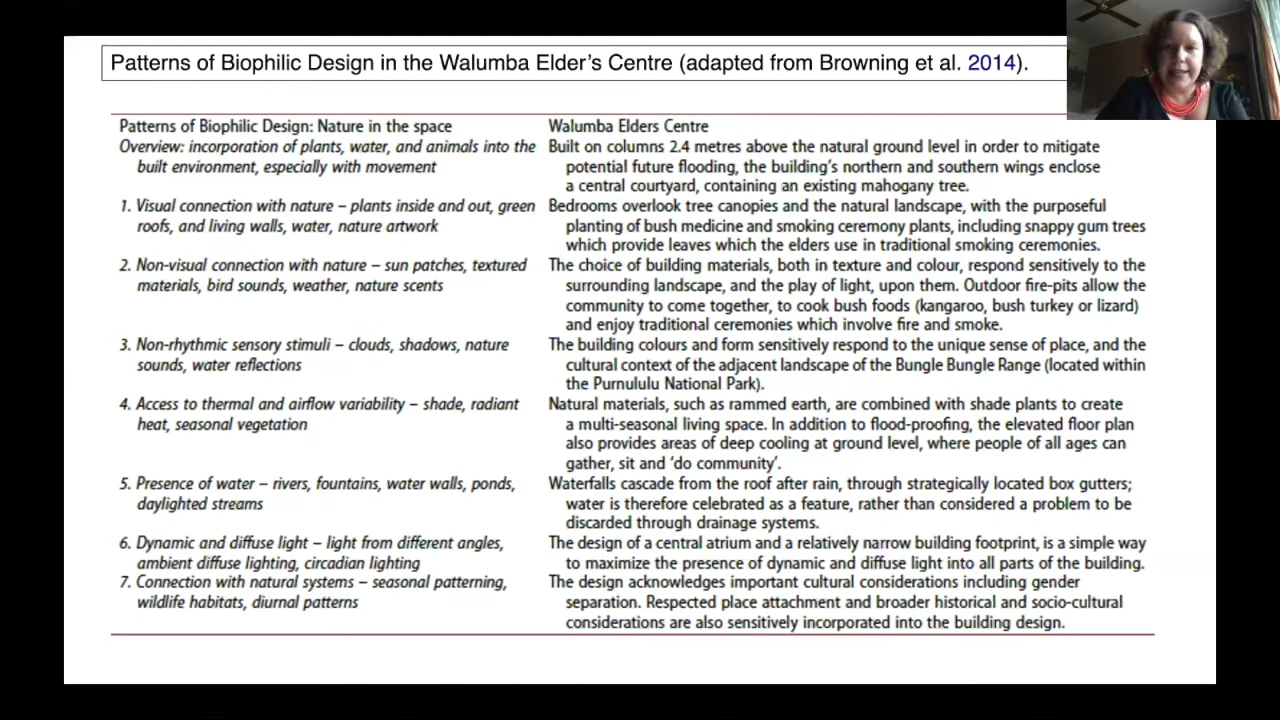 Patterns of Biophilic Design in the Walumba Elder's Centre (adapted from Browning et al. 2014).
Patterns of Biophilic Design: Nature in the space
Walumba Elders Centre
Overview: incorporation of plants, water, and animals into the
built environment, especially with movement
Built on columns 2.4 metres above the natural ground level in order to mitigate
potential future flooding, the building's northern and southern wings enclose
a central courtyard, containing an existing mahogany tree.
1. Visual connection with nature – plants inside and out, green
roofs, and living walls, water, nature artwork
Bedrooms overlook tree canopies and the natural landscape, with the purposeful
planting of bush medicine and smoking ceremony plants, including snappy gum trees
which provide leaves which the elders use in traditional smoking ceremonies.
2. Non-visual connection with nature – sun patches, textured
materials, bird sounds, weather, nature scents
The choice of building materials, both in texture and colour, respond sensitively to the
surrounding landscape, and the play of light, upon them. Outdoor fire-pits allow the
community to come together, to cook bush foods (kangaroo, bush turkey or lizard)
and enjoy traditional ceremonies which involve fire and smoke.
3. Non-rhythmic sensory stimuli – clouds, shadows, nature
sounds, water reflections
The building colours and form sensitively respond to the unique sense of place, and the
cultural context of the adjacent landscape of the Bungle Bungle Range (located within
the Purnululu National Park).
4. Access to thermal and airflow variability – shade, radiant
heat, seasonal vegetation
Natural materials, such as rammed earth, are combined with shade plants to create
a multi-seasonal living space. In addition to flood-proofing, the elevated floor plan
also provides areas of deep cooling at ground level, where people of all ages can
gather, sit and 'do community'.
5. Presence of water – rivers, fountains, water walls, ponds,
daylighted streams
Waterfalls cascade from the roof after rain, through strategically located box gutters;
water is therefore celebrated as a feature, rather than considered a problem to be
discarded through drainage systems.
6. Dynamic and diffuse light – light from different angles,
ambient diffuse lighting, circadian lighting
The design of a central atrium and a relatively narrow building footprint, is a simple way
to maximize the presence of dynamic and diffuse light into all parts of the building.
7. Connection with natural systems – seasonal patterning,
wildlife habitats, diurnal patterns
The design acknowledges important cultural considerations including gender
separation. Respected place attachment and broader historical and socio-cultural
considerations are also sensitively incorporated into the building design.